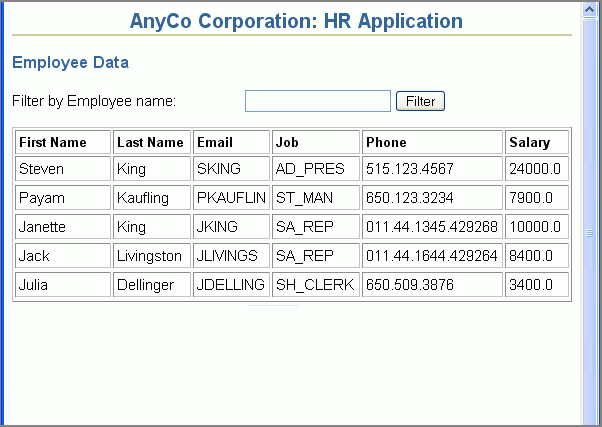 AnyCo Corporation: HR Application
Employee Data
Filter by Employee name: Filter
First Name Last Name Email Job Phone Salary
Steven King SKING AD_PRES 515.123.4567 24000.0
Payam Kaufling PKAUFLIN ST_MAN 650.123.3234 7900.0
Janette King JKING SA_REP 011.44.1345.429268 10000.0
Jack Livingston JLIVINGS SA_REP 011.44.1644.429264 8400.0
Julia Dellinger JDELLING SH_CLERK 650.509.3876 3400.0